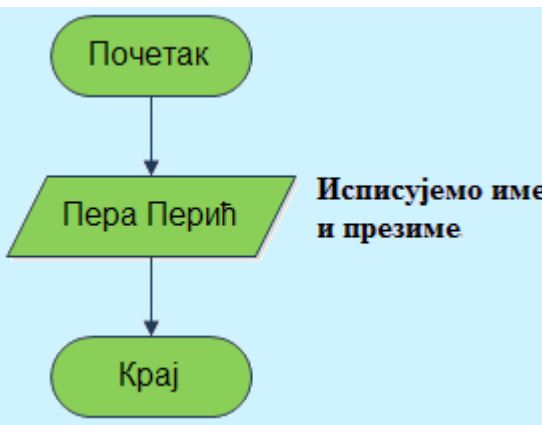 Почетак
Пера Перић
Исписујемо име
и презиме
Крај